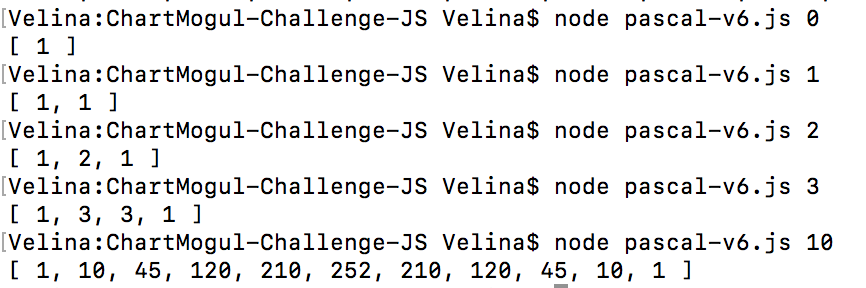 [Velina:ChartMogul-Challenge-JS Velina$ node pascal-v6.js 0
[ 1 ]
[Velina:ChartMogul-Challenge-JS Velina$ node pascal-v6.js 1
[ 1, 1 ]
[Velina:ChartMogul-Challenge-JS Velina$ node pascal-v6.js 2
[ 1, 2, 1 ]
[Velina:ChartMogul-Challenge-JS Velina$ node pascal-v6.js 3
[ 1, 3, 3, 1 ]
[Velina:ChartMogul-Challenge-JS Velina$ node pascal-v6.js 10
[ 1, 10, 45, 120, 210, 252, 210, 120, 45, 10, 1 ]